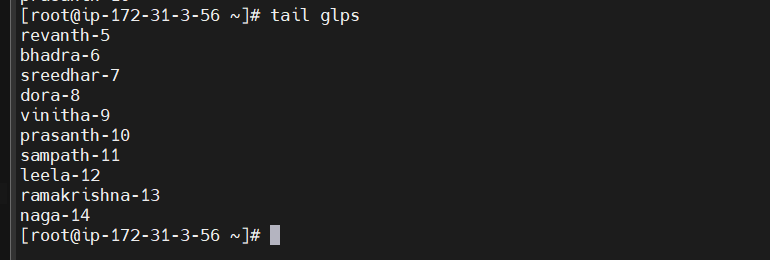 [root@ip-172-31-3-56 ~]# tail glps
revanth-5
bhadra-6
sreedhar-7
dora-8
vinitha-9
prasanth-10
sampath-11
leela-12
ramakrishna-13
naga-14
[root@ip-172-31-3-56 ~]#